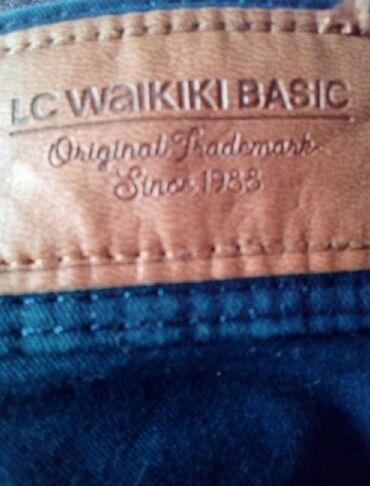 LC WaIKIKI BASIC
Original Trademark
Since 1988